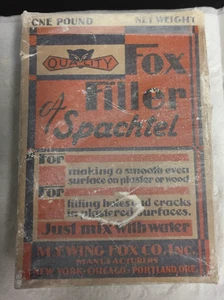 ONE POUND NET WEIGHT
QUALITY
Fox
Filler
A
Spachtel
For
making a smooth even
surface on plaster or wood
For
filling holes and cracks
in plastered surfaces.
Just mix with water
M. EWING FOX CO., Inc.
MANUFACTURERS
NEW YORK-CHICAGO-PORTLAND, ORE.